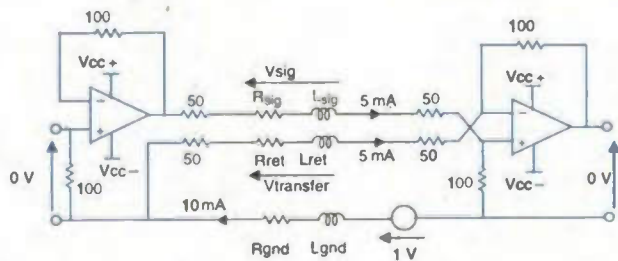 100
100
Vcc +
Vsig
Vcc +
50
Rsig
Lsig
5 mA
50
−
+
−
+
50
Rret
Lret
5 mA
50
0 V
100
Vcc−
Vtransfer
100
Vcc−
0 V
10 mA
Rgnd
Lgnd
1 V